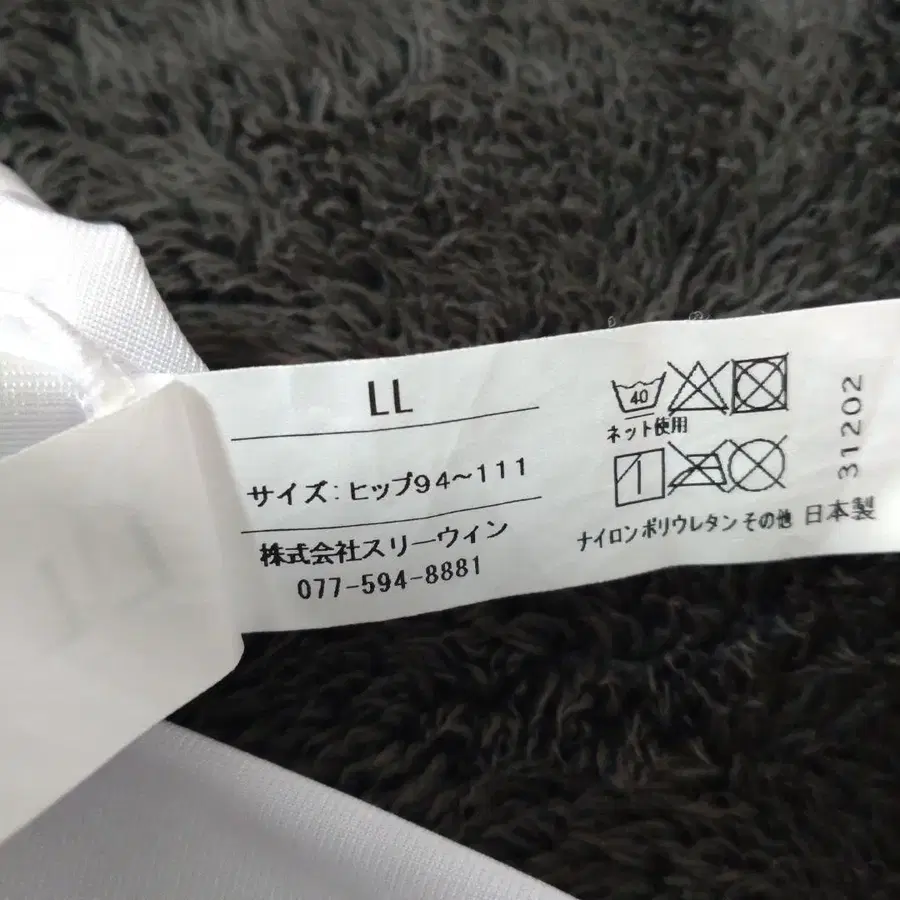 LL
サイズ:ヒップ94〜111
株式会社スリーウイン
077-594-8881
40
ネット使用
ナイロンポリウレタンその他 日本製
31202